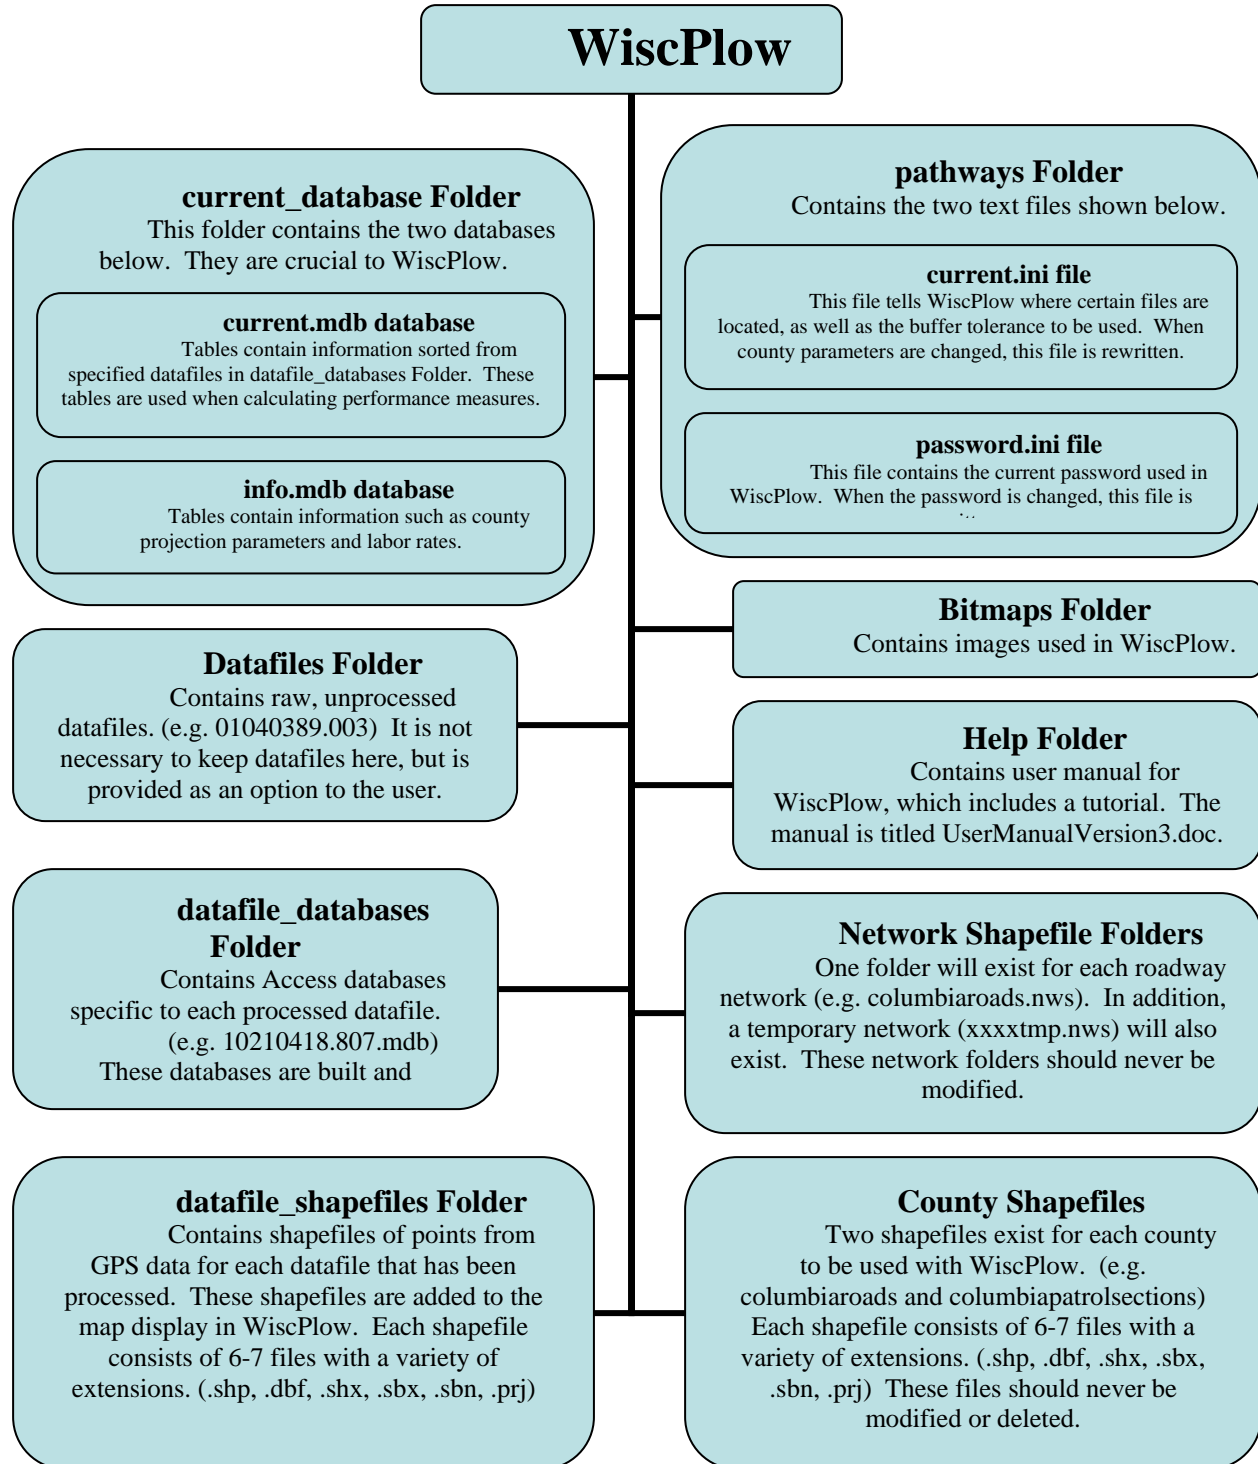 WiscPlow
current_database Folder
This folder contains the two databases
below.  They are crucial to WiscPlow.
current.mdb database
Tables contain information sorted from
specified datafiles in datafile_databases Folder.  These
tables are used when calculating performance measures.
info.mdb database
Tables contain information such as county
projection parameters and labor rates.
pathways Folder
Contains the two text files shown below.
current.ini file
This file tells WiscPlow where certain files are
located, as well as the buffer tolerance to be used.  When
county parameters are changed, this file is rewritten.
password.ini file
This file contains the current password used in
WiscPlow.  When the password is changed, this file is
Bitmaps Folder
Contains images used in WiscPlow.
Datafiles Folder
Contains raw, unprocessed
datafiles. (e.g. 01040389.003)  It is not
necessary to keep datafiles here, but is
provided as an option to the user.
Help Folder
Contains user manual for
WiscPlow, which includes a tutorial.  The
manual is titled UserManualVersion3.doc.
datafile_databases
Folder
Contains Access databases
specific to each processed datafile.
(e.g. 10210418.807.mdb)
These databases are built and
Network Shapefile Folders
One folder will exist for each roadway
network (e.g. columbiaroads.nws).  In addition,
a temporary network (xxxxtmp.nws) will also
exist.  These network folders should never be
modified.
datafile_shapefiles Folder
Contains shapefiles of points from
GPS data for each datafile that has been
processed.  These shapefiles are added to the
map display in WiscPlow.  Each shapefile
consists of 6-7 files with a variety of
extensions. (.shp, .dbf, .shx, .sbx, .sbn, .prj)
County Shapefiles
Two shapefiles exist for each county
to be used with WiscPlow.  (e.g.
columbiaroads and columbiapatrolsections)
Each shapefile consists of 6-7 files with a
variety of extensions. (.shp, .dbf, .shx, .sbx,
.sbn, .prj)  These files should never be
modified or deleted.